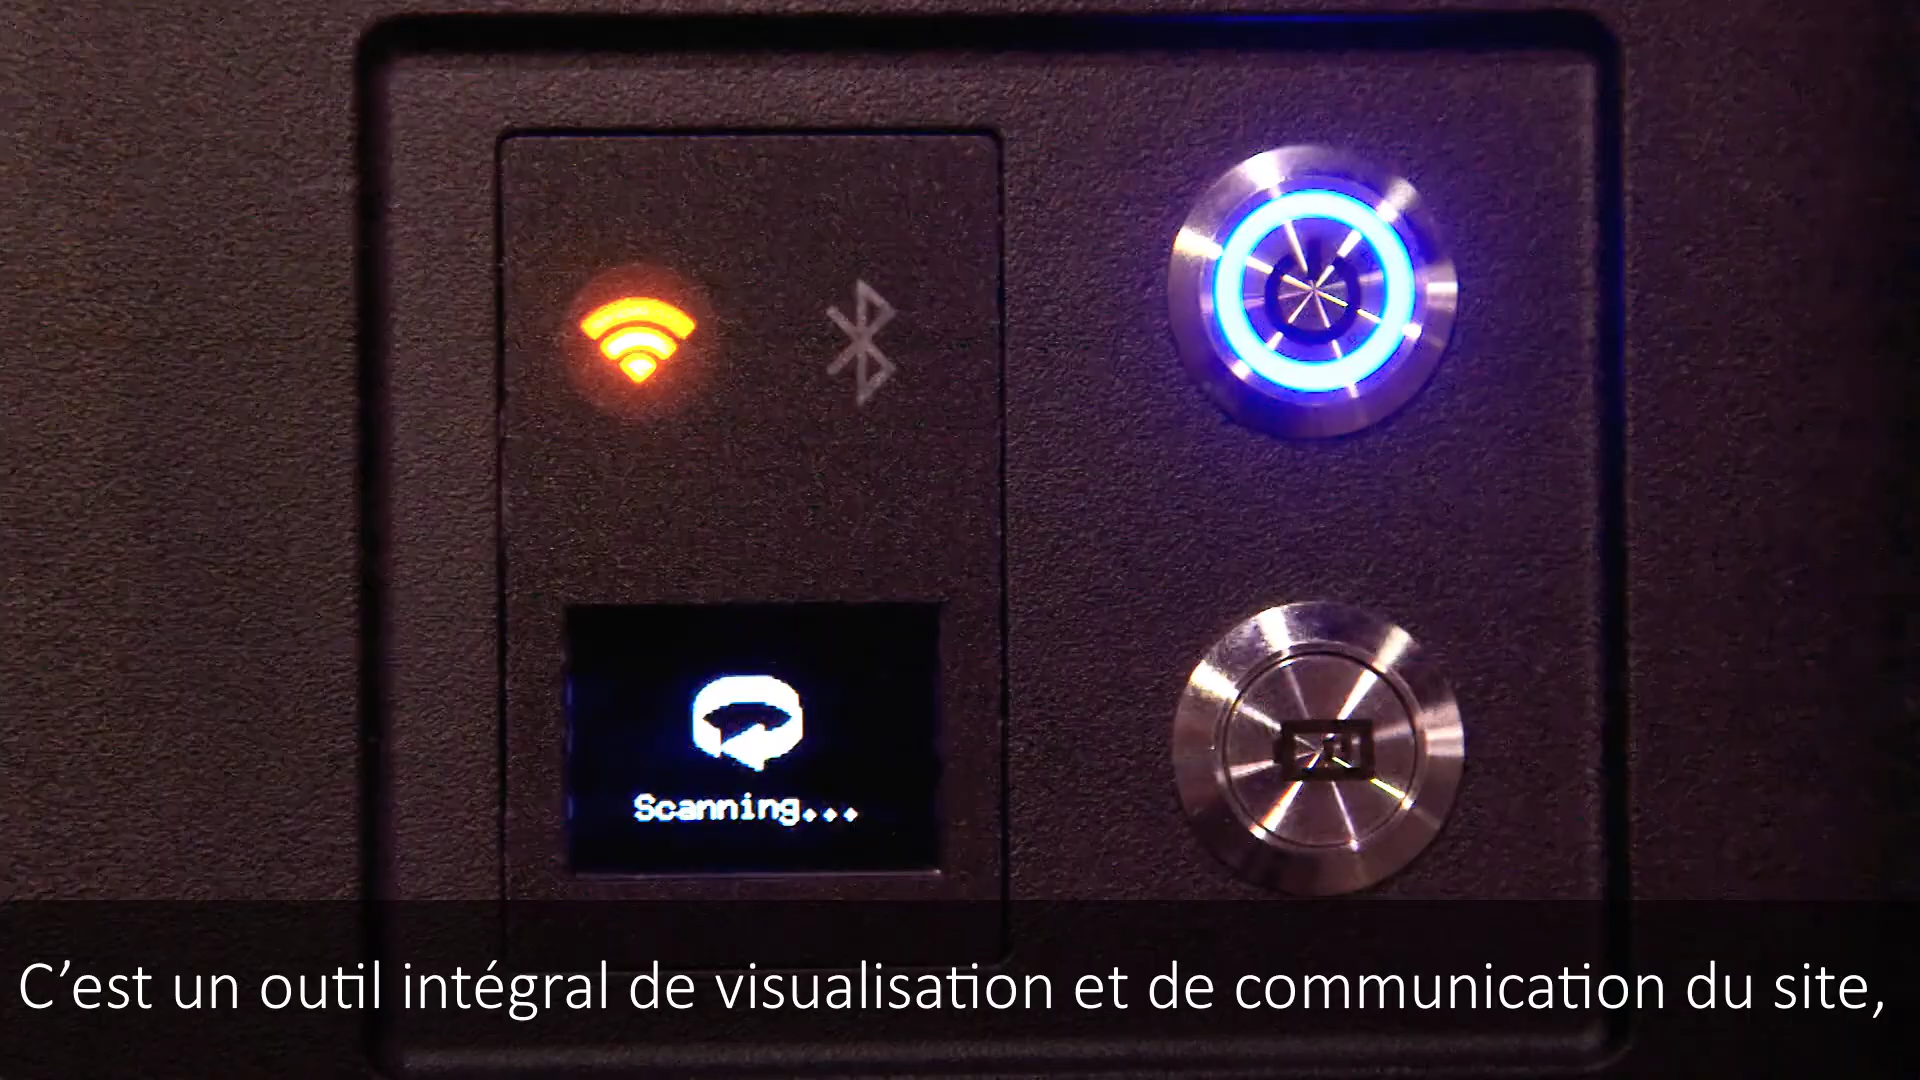 Scanning...
C’est un outil intégral de visualisation et de communication du site,